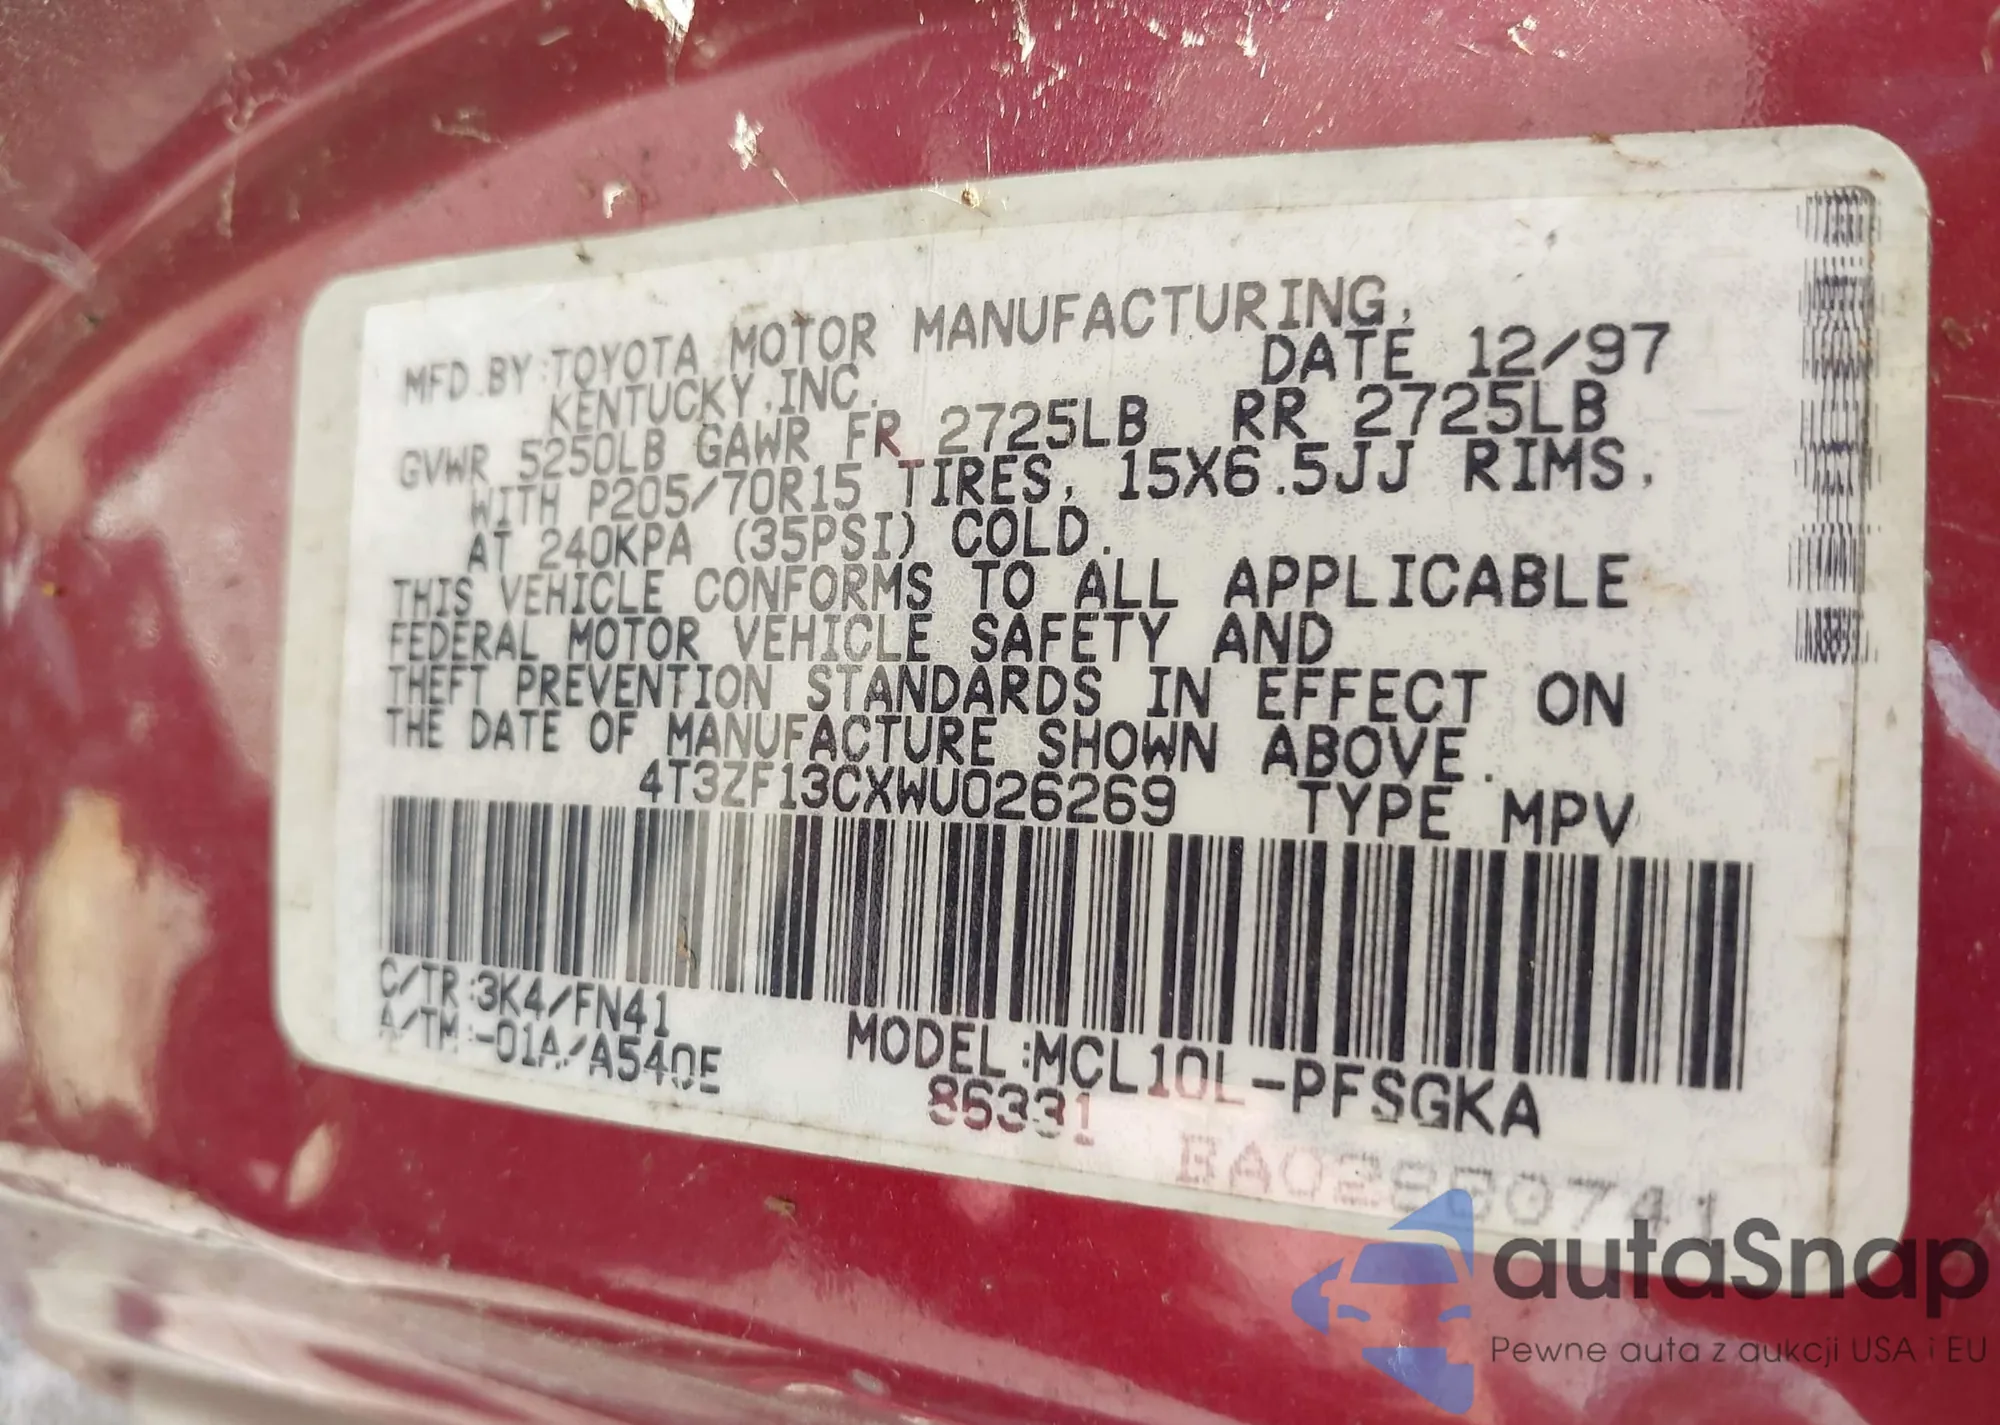 MFD.BY:TOYOTA MOTOR MANUFACTURING,
KENTUCKY,INC.
DATE 12/97
GVWR 5250LB GAWR FR 2725LB RR 2725LB
WITH P205/70R15 TIRES, 15X6.5JJ RIMS,
AT 240KPA (35PSI) COLD.
THIS VEHICLE CONFORMS TO ALL APPLICABLE
FEDERAL MOTOR VEHICLE SAFETY AND
THEFT PREVENTION STANDARDS IN EFFECT ON
THE DATE OF MANUFACTURE SHOWN ABOVE.
4T3ZF13CXWU026269 TYPE MPV
C/TR:3K4/FN41
A/TM:-01A/A540E
MODEL:MCL10L-PFSGKA
86331
autaSnap
Pewne auta z aukcji USA i EU